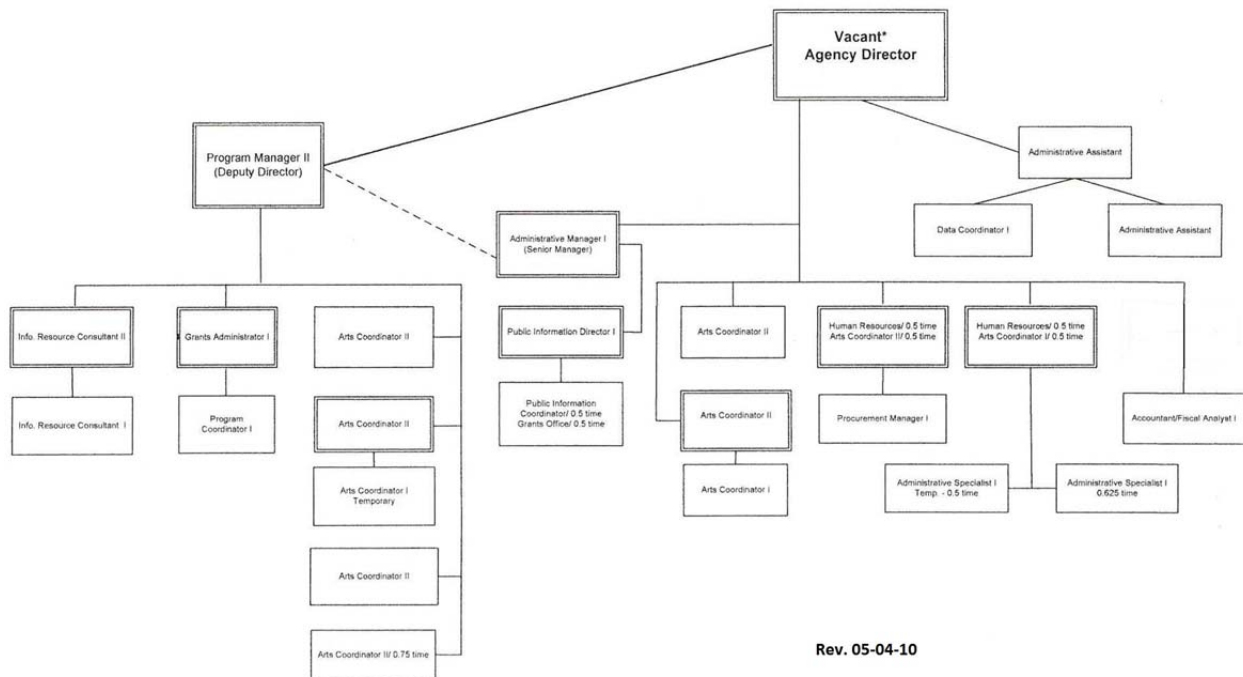 Vacant*
Agency Director
Program Manager II
(Deputy Director)
Administrative Assistant
Data Coordinator I
Administrative Assistant
Administrative Manager I
(Senior Manager)
Info. Resource Consultant II
Grants Administrator I
Arts Coordinator II
Public Information Director I
Arts Coordinator II
Human Resources/ 0.5 time
Arts Coordinator II/ 0.5 time
Human Resources/ 0.5 time
Arts Coordinator I/ 0.5 time
Info. Resource Consultant I
Program
Coordinator I
Arts Coordinator II
Public Information
Coordinator/ 0.5 time
Grants Office/ 0.5 time
Arts Coordinator II
Procurement Manager I
Accountant/Fiscal Analyst I
Arts Coordinator I
Temporary
Arts Coordinator I
Administrative Specialist I
Temp. - 0.5 time
Administrative Specialist I
0.625 time
Arts Coordinator II
Arts Coordinator II/ 0.75 time
Rev. 05-04-10